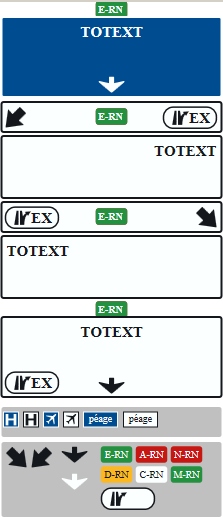 E-RN
TOTEXT
E-RN
EX
TOTEXT
EX
E-RN
TOTEXT
E-RN
TOTEXT
EX
H H péage péage
E-RN A-RN N-RN
D-RN C-RN M-RN